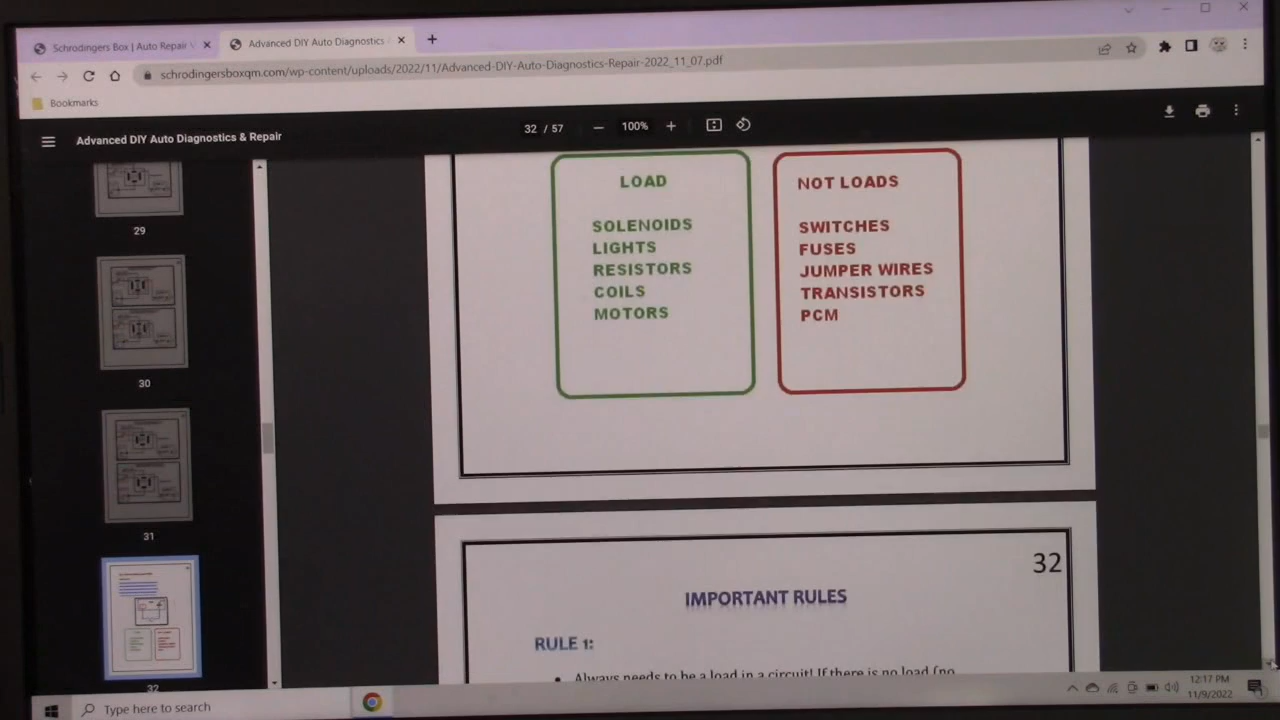 Schrodingers Box | Auto Repair
Advanced DIY Auto Diagnostics
schrodingersboxqm.com/wp-content/uploads/2022/11/Advanced-DIY-Auto-Diagnostics-Repair-2022_11_07.pdf
Bookmarks
Advanced DIY Auto Diagnostics & Repair
32 / 57
100%
29
30
31
32
LOAD
SOLENOIDS
LIGHTS
RESISTORS
COILS
MOTORS
NOT LOADS
SWITCHES
FUSES
JUMPER WIRES
TRANSISTORS
PCM
32
IMPORTANT RULES
RULE 1:
• Always needs to be a load in a circuit! If there is no load (no
Type here to search
12:17 PM
11/9/2022